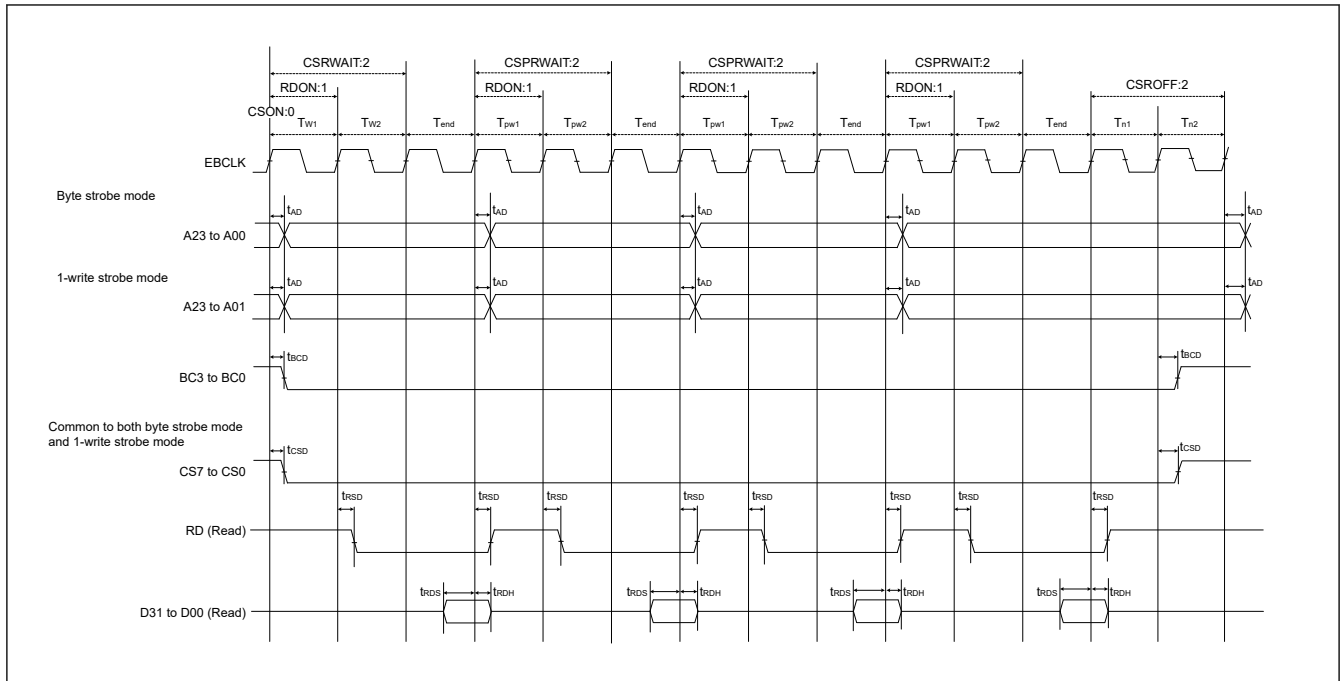 CSRWAIT:2 CSPRWAIT:2 CSPRWAIT:2 CSPRWAIT:2
CSROFF:2
RDON:1 RDON:1 RDON:1 RDON:1
CSON:0
TW1 TW2 Tend Tpw1 Tpw2 Tend Tpw1 Tpw2 Tend Tpw1 Tpw2 Tend Tn1 Tn2
EBCLK
Byte strobe mode
tAD tAD tAD tAD tAD
A23 to A00
1-write strobe mode
tAD tAD tAD tAD tAD
A23 to A01
tBCD tBCD
BC3 to BC0
Common to both byte strobe mode
and 1-write strobe mode
tCSD tCSD
CS7 to CS0
tRSD tRSD tRSD tRSD tRSD tRSD tRSD tRSD
RD (Read)
tRDS tRDH tRDS tRDH tRDS tRDH tRDS tRDH
D31 to D00 (Read)